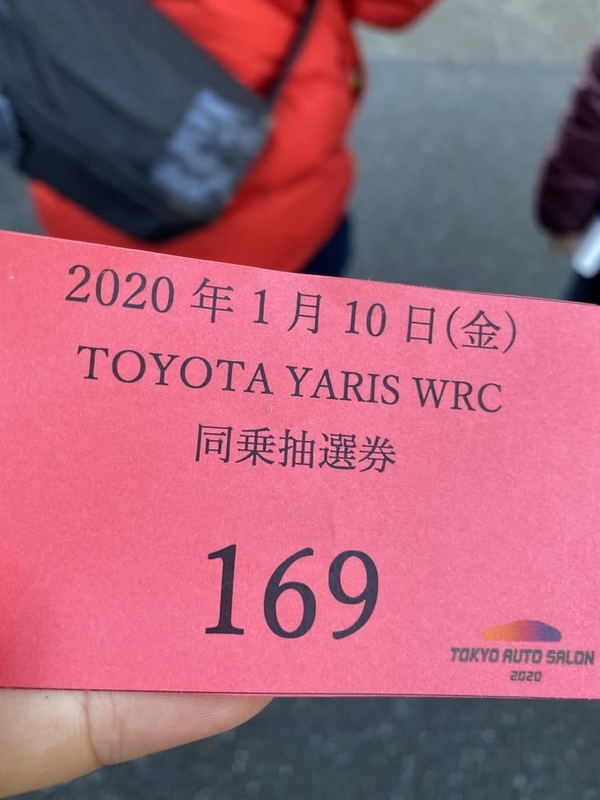 2020 年 1 月 10 日(金)
TOYOTA YARIS WRC
同乗抽選券
169
TOKYO AUTO SALON
2020